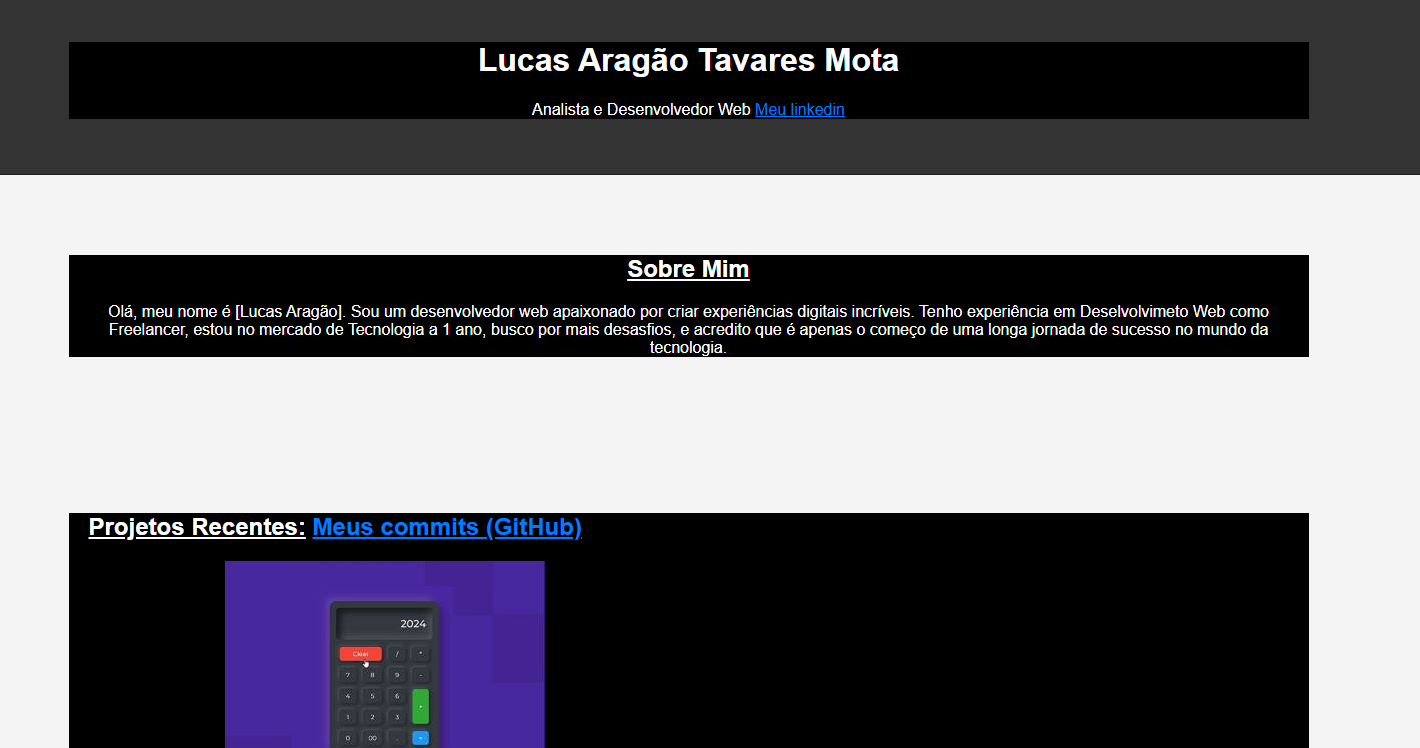 Lucas Aragão Tavares Mota
Analista e Desenvolvedor Web Meu linkedin
Sobre Mim
Olá, meu nome é [Lucas Aragão]. Sou um desenvolvedor web apaixonado por criar experiências digitais incríveis. Tenho experiência em Deselvolvimeto Web como
Freelancer, estou no mercado de Tecnologia a 1 ano, busco por mais desasfios, e acredito que é apenas o começo de uma longa jornada de sucesso no mundo da
tecnologia.
Projetos Recentes: Meus commits (GitHub)
2024
Clear / *
7 8 9 -
4 5 6 +
1 2 3
0 00 . =